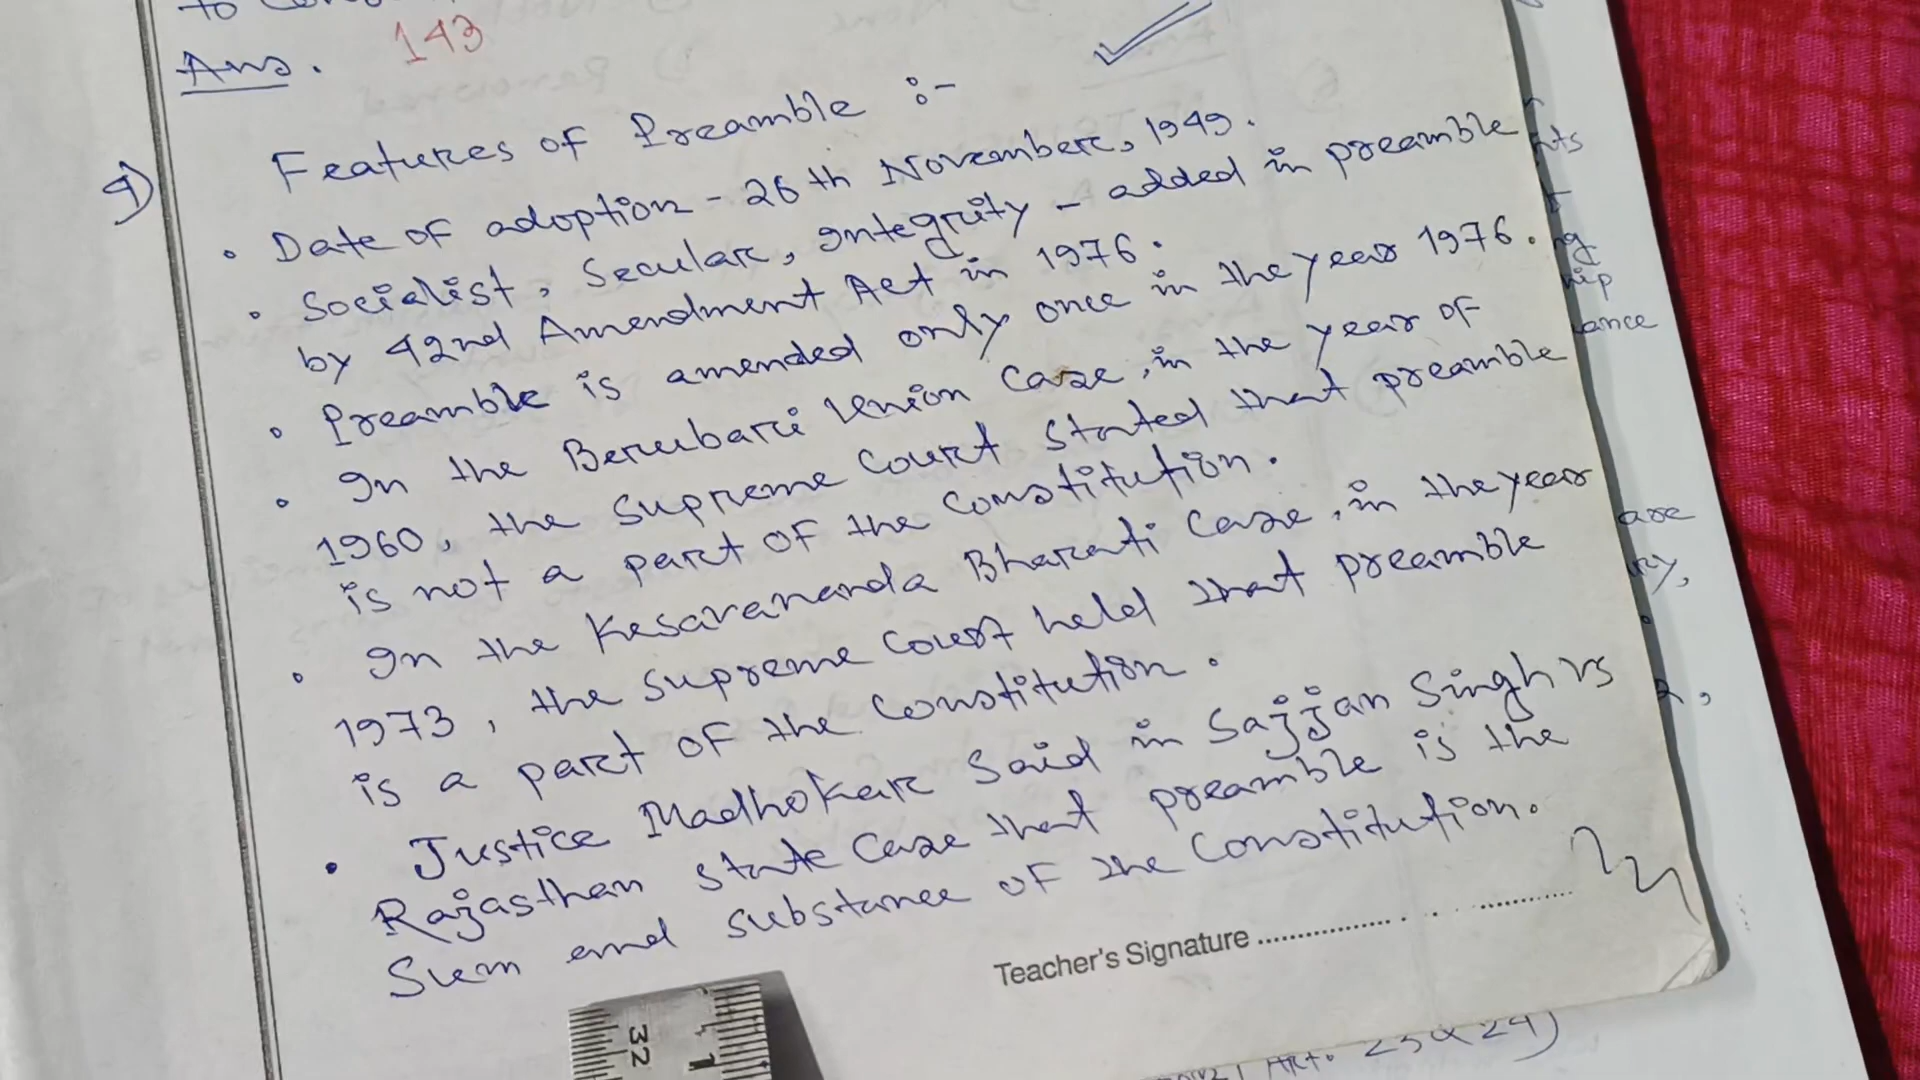 Ans. 143
9) Features of Preamble :-
• Date of adoption - 26th November, 1949.
• Socialist, Secular, Integrity - added in preamble
by 42nd Amendment Act in 1976.
• Preamble is amended only once in the year 1976.
• In the Berubari Union Case, in the year of
1960, the Supreme Court Stated that preamble
is not a part of the Constitution.
• In the Kesavananda Bharati Case, in the year
1973, the Supreme Court held that preamble
is a part of the Constitution.
• Justice Madhokar Said in Sajjan Singh vs
Rajasthan State Case that preamble is the
Sum and substance of the Constitution.
Teacher's Signature
32 1
Art. 23 & 24)